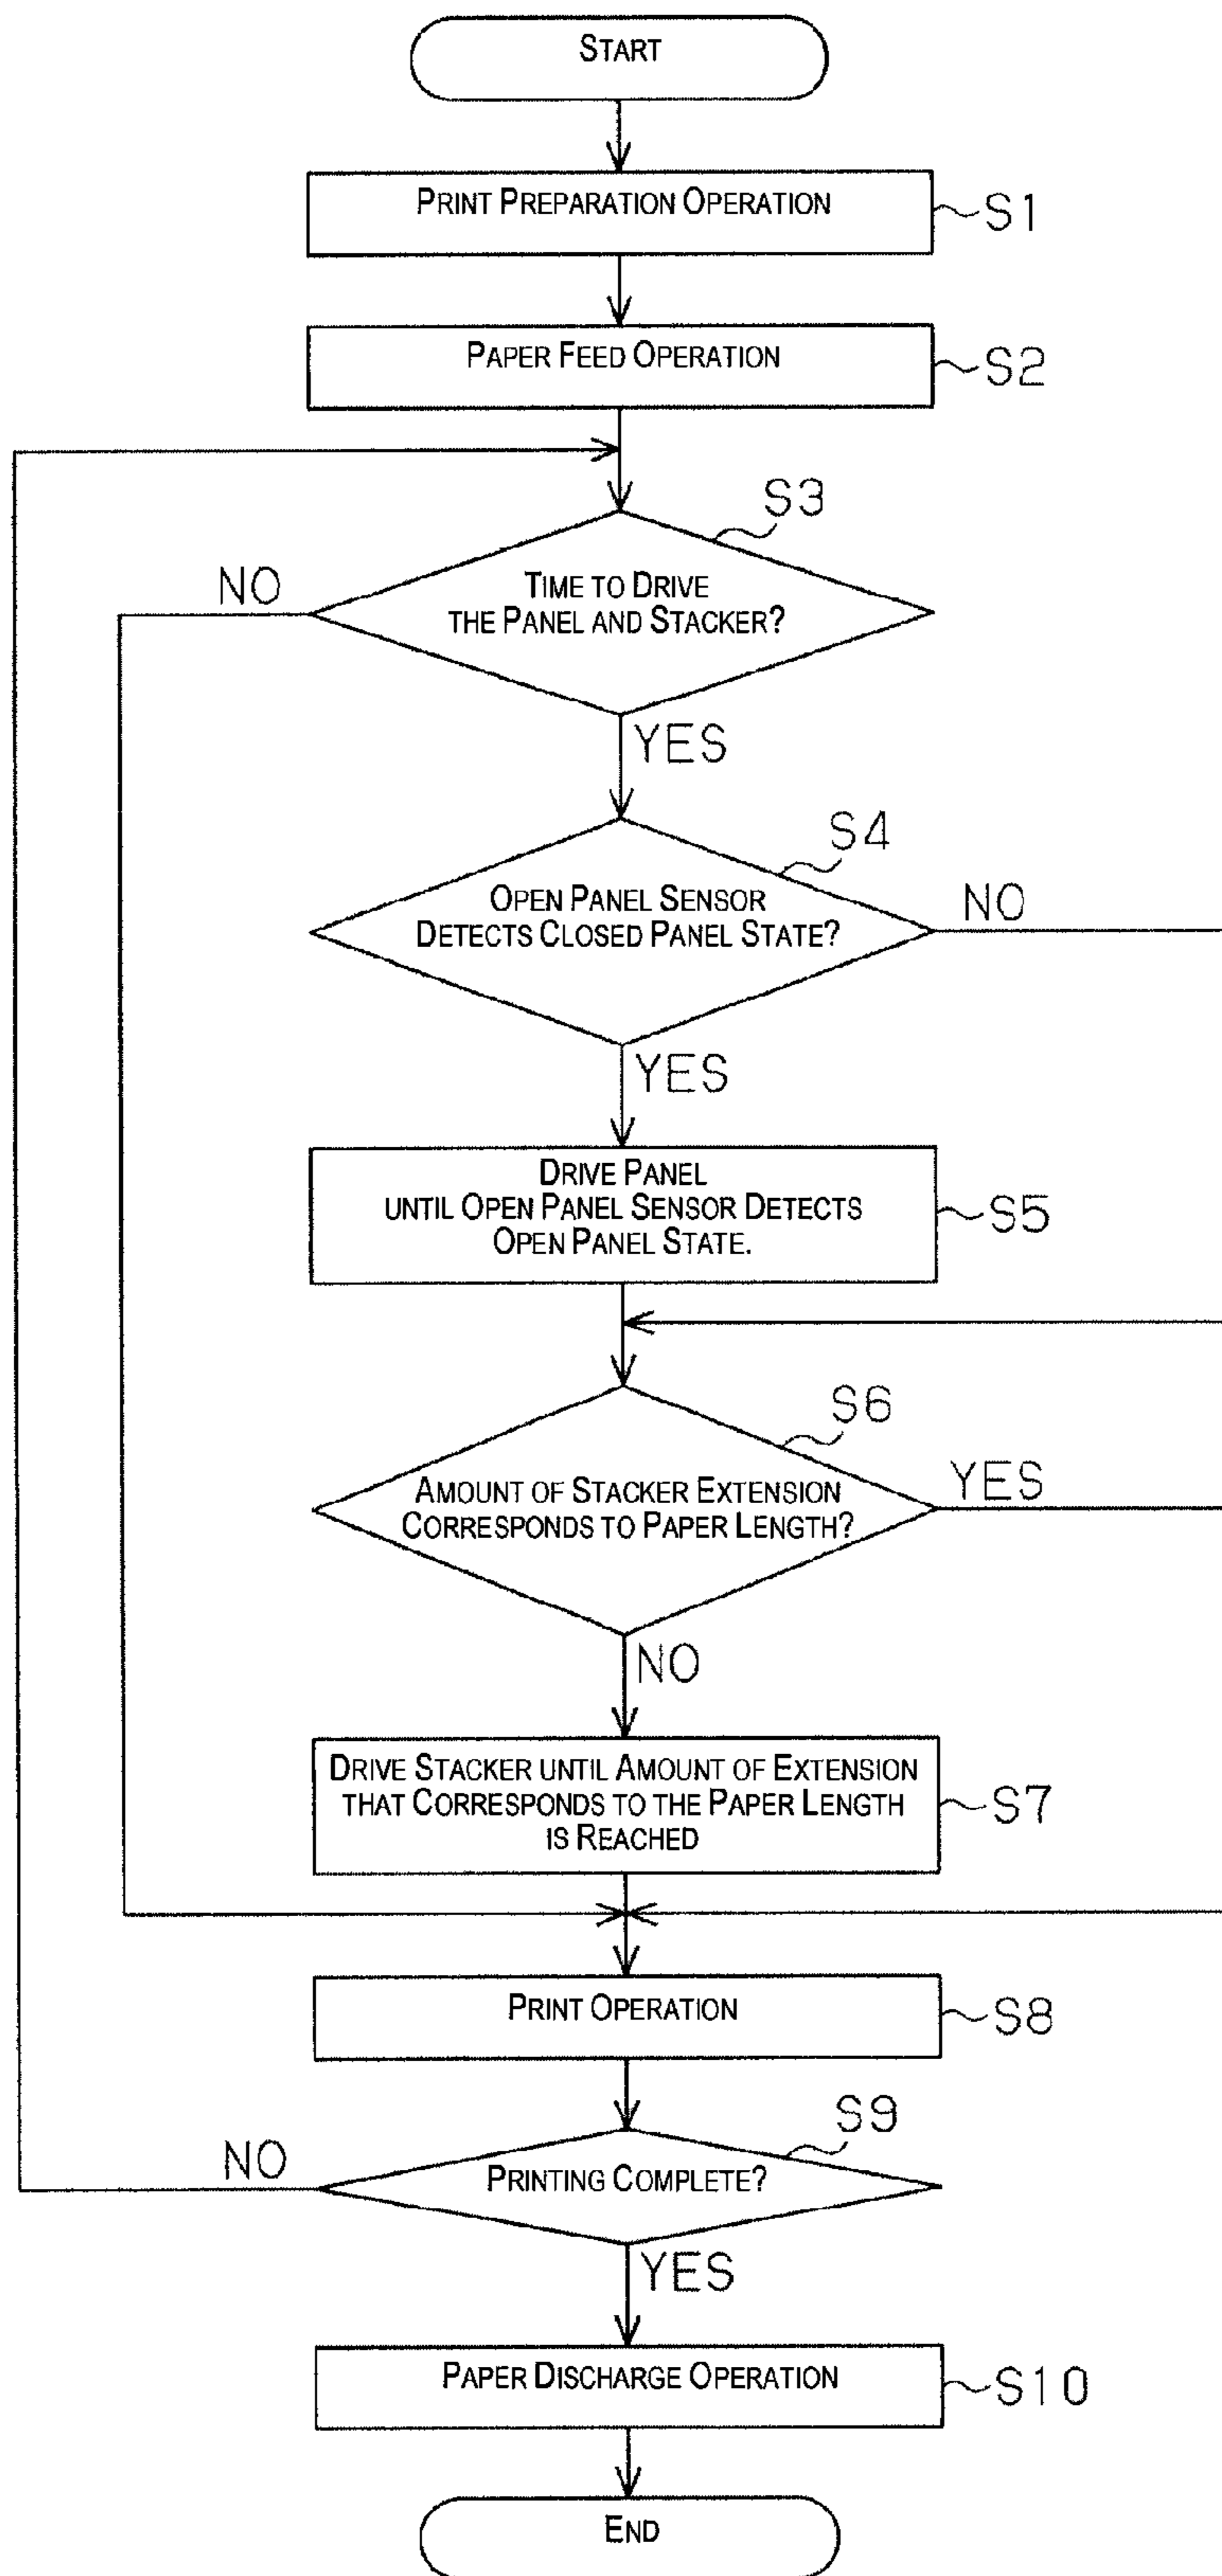 START
PRINT PREPARATION OPERATION
S1
PAPER FEED OPERATION
S2
S3
NO
TIME TO DRIVE
THE PANEL AND STACKER?
YES
S4
OPEN PANEL SENSOR
DETECTS CLOSED PANEL STATE?
NO
YES
DRIVE PANEL
UNTIL OPEN PANEL SENSOR DETECTS
OPEN PANEL STATE.
S5
S6
AMOUNT OF STACKER EXTENSION
CORRESPONDS TO PAPER LENGTH?
YES
NO
DRIVE STACKER UNTIL AMOUNT OF EXTENSION
THAT CORRESPONDS TO THE PAPER LENGTH
IS REACHED
S7
PRINT OPERATION
S8
S9
NO
PRINTING COMPLETE?
YES
PAPER DISCHARGE OPERATION
S10
END